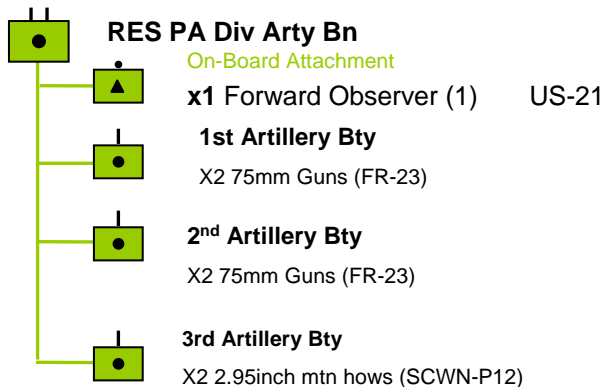 RES PA Div Arty Bn
On-Board Attachment
x1 Forward Observer (1) US-21
1st Artillery Bty
X2 75mm Guns (FR-23)
2nd Artillery Bty
X2 75mm Guns (FR-23)
3rd Artillery Bty
X2 2.95inch mtn hows (SCWN-P12)